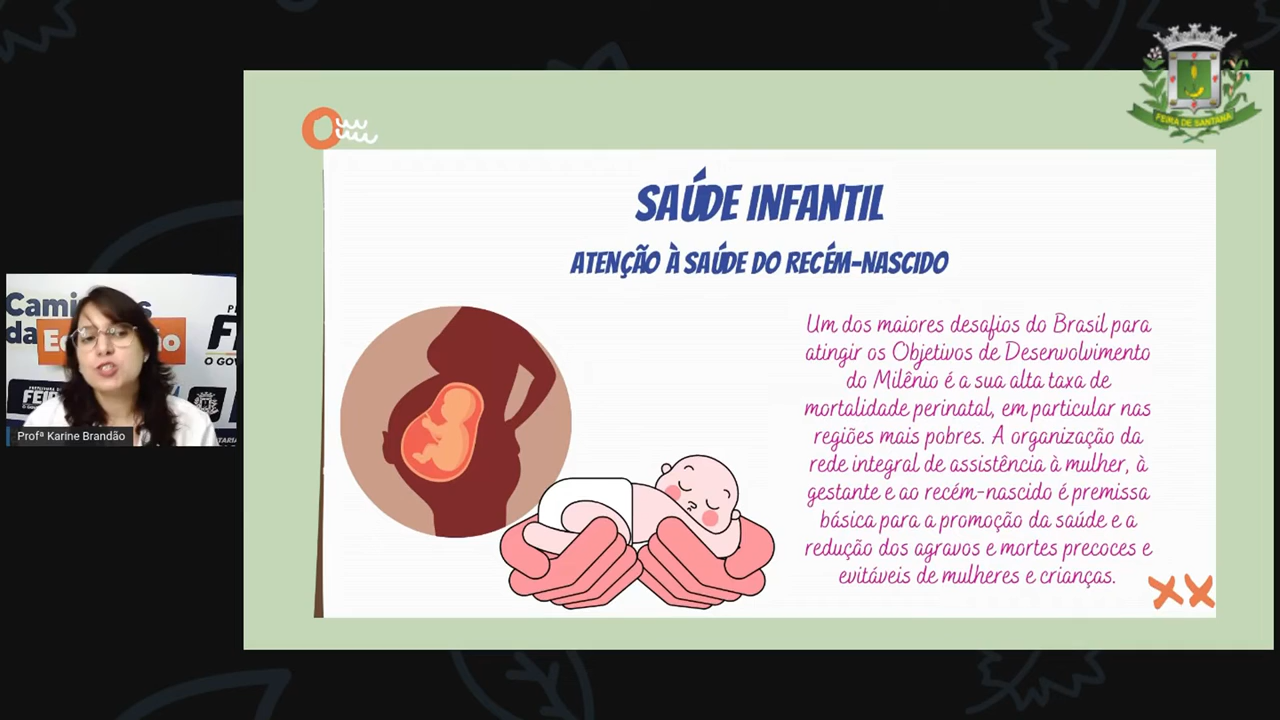 FEIRA DE SANTANA
SAÚDE INFANTIL
ATENÇÃO À SAÚDE DO RECÉM-NASCIDO
Um dos maiores desafios do Brasil para
atingir os Objetivos de Desenvolvimento
do Milênio é a sua alta taxa de
mortalidade perinatal, em particular nas
regiões mais pobres. A organização da
rede integral de assistência à mulher, à
gestante e ao recém-nascido é premissa
básica para a promoção da saúde e a
redução dos agravos e mortes precoces e
evitáveis de mulheres e crianças.
da
O GOV
FEI
Profª Karine Brandão